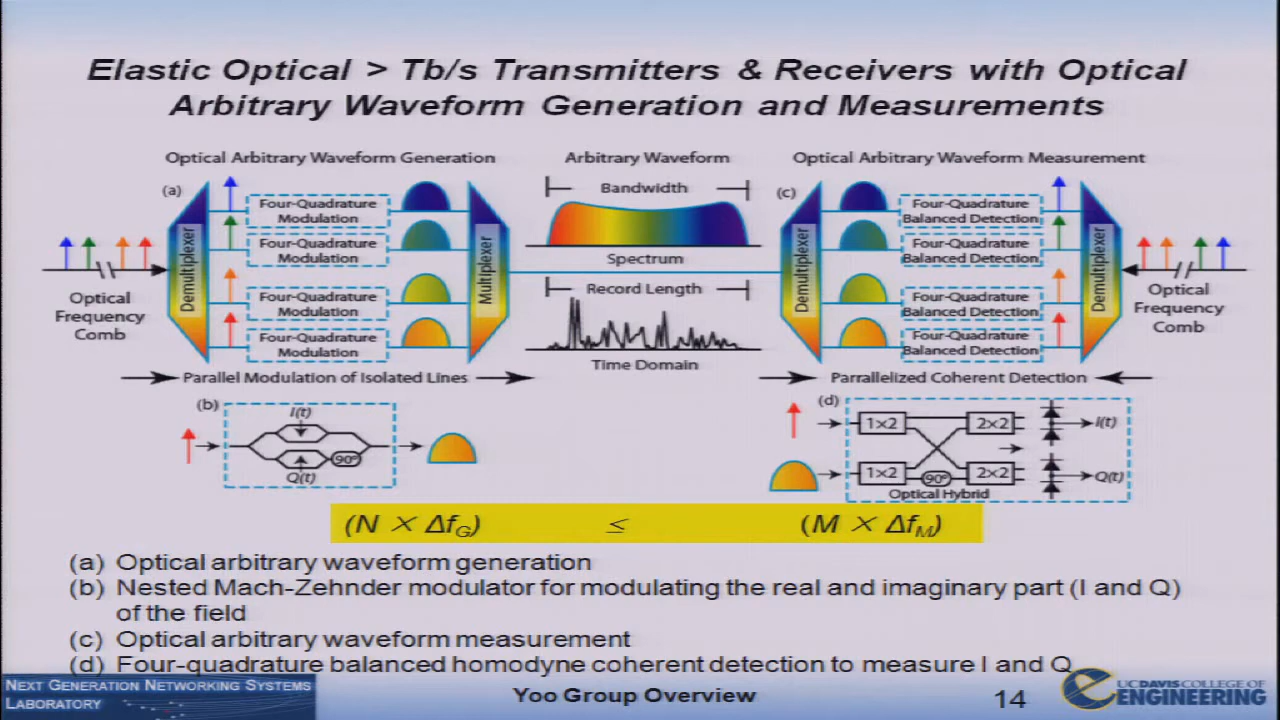 Elastic Optical > Tb/s Transmitters & Receivers with Optical
Arbitrary Waveform Generation and Measurements
Optical Arbitrary Waveform Generation
Arbitrary Waveform
Optical Arbitrary Waveform Measurement
(a)
Demultiplexer
Four-Quadrature
Modulation
Four-Quadrature
Modulation
Four-Quadrature
Modulation
Four-Quadrature
Modulation
Multiplexer
Optical
Frequency
Comb
Parallel Modulation of Isolated Lines
Bandwidth
Spectrum
Record Length
Time Domain
(c)
Demultiplexer
Four-Quadrature
Balanced Detection
Four-Quadrature
Balanced Detection
Four-Quadrature
Balanced Detection
Four-Quadrature
Balanced Detection
Demultiplexer
Optical
Frequency
Comb
Parrallelized Coherent Detection
(b)
I(t)
90°
Q(t)
(d)
1×2
2×2
I(t)
1×2
90°
2×2
Q(t)
Optical Hybrid
(N × Δf_G) ≤ (M × Δf_M)
(a) Optical arbitrary waveform generation
(b) Nested Mach-Zehnder modulator for modulating the real and imaginary part (I and Q)
of the field
(c) Optical arbitrary waveform measurement
(d) Four-quadrature balanced homodyne coherent detection to measure I and Q
NEXT GENERATION NETWORKING SYSTEMS
LABORATORY
Yoo Group Overview
14
UCDAVIS COLLEGE OF
ENGINEERING